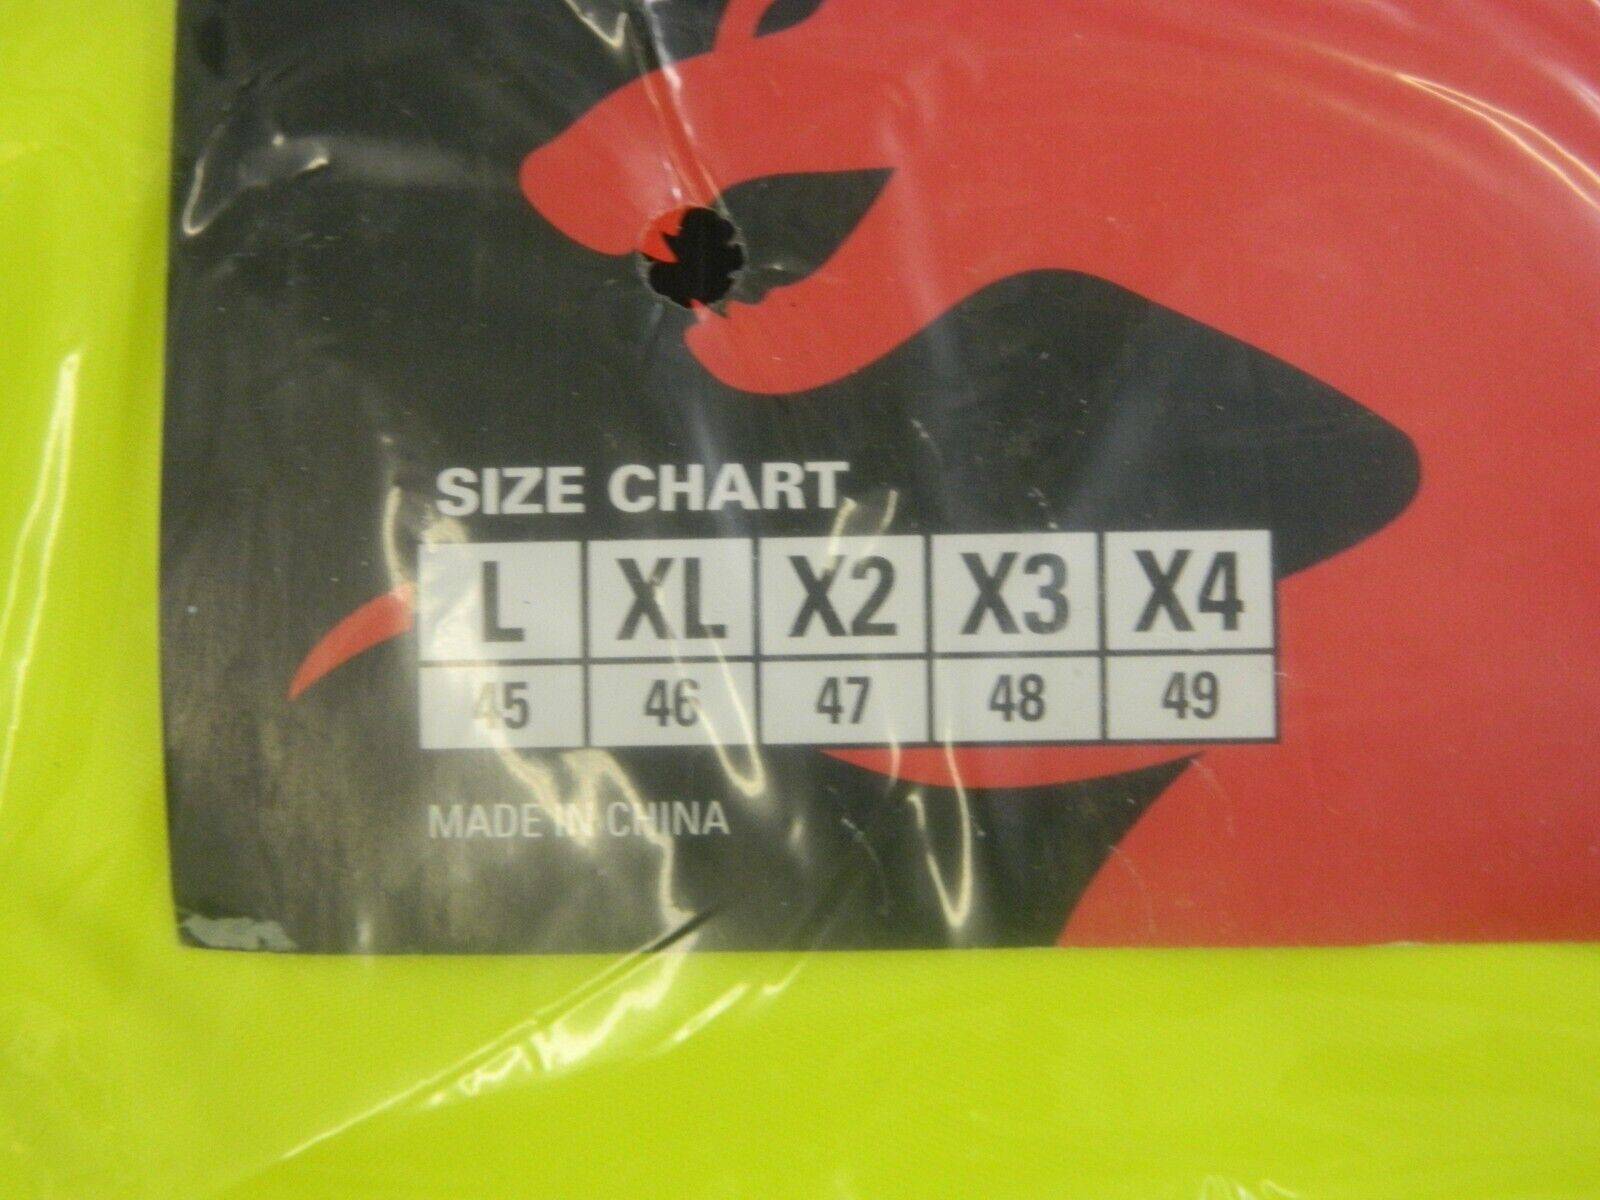 SIZE CHART
L XL X2 X3 X4
45 46 47 48 49
MADE IN CHINA